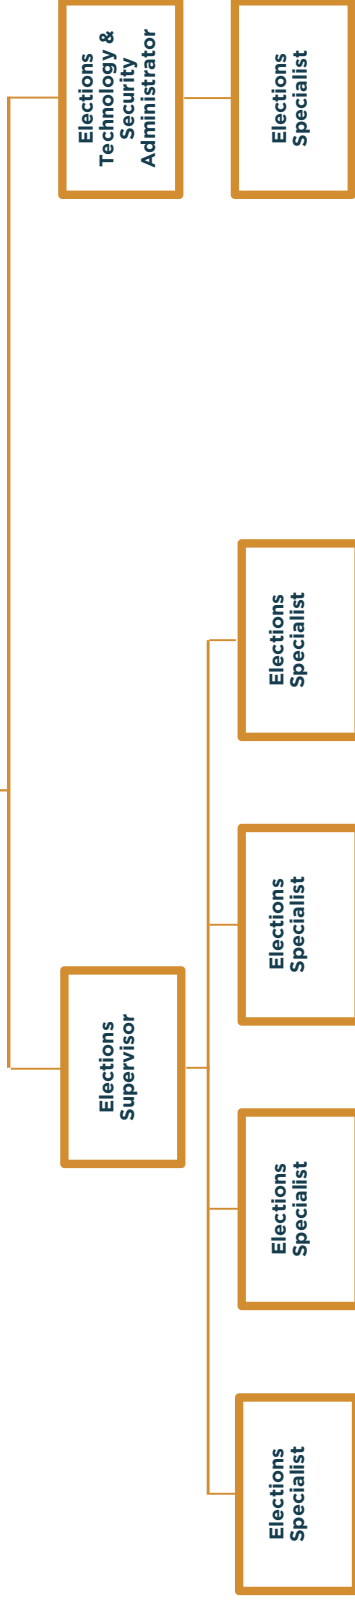 Elections
Supervisor
Elections
Technology &
Security
Administrator
Elections
Specialist
Elections
Specialist
Elections
Specialist
Elections
Specialist
Elections
Specialist